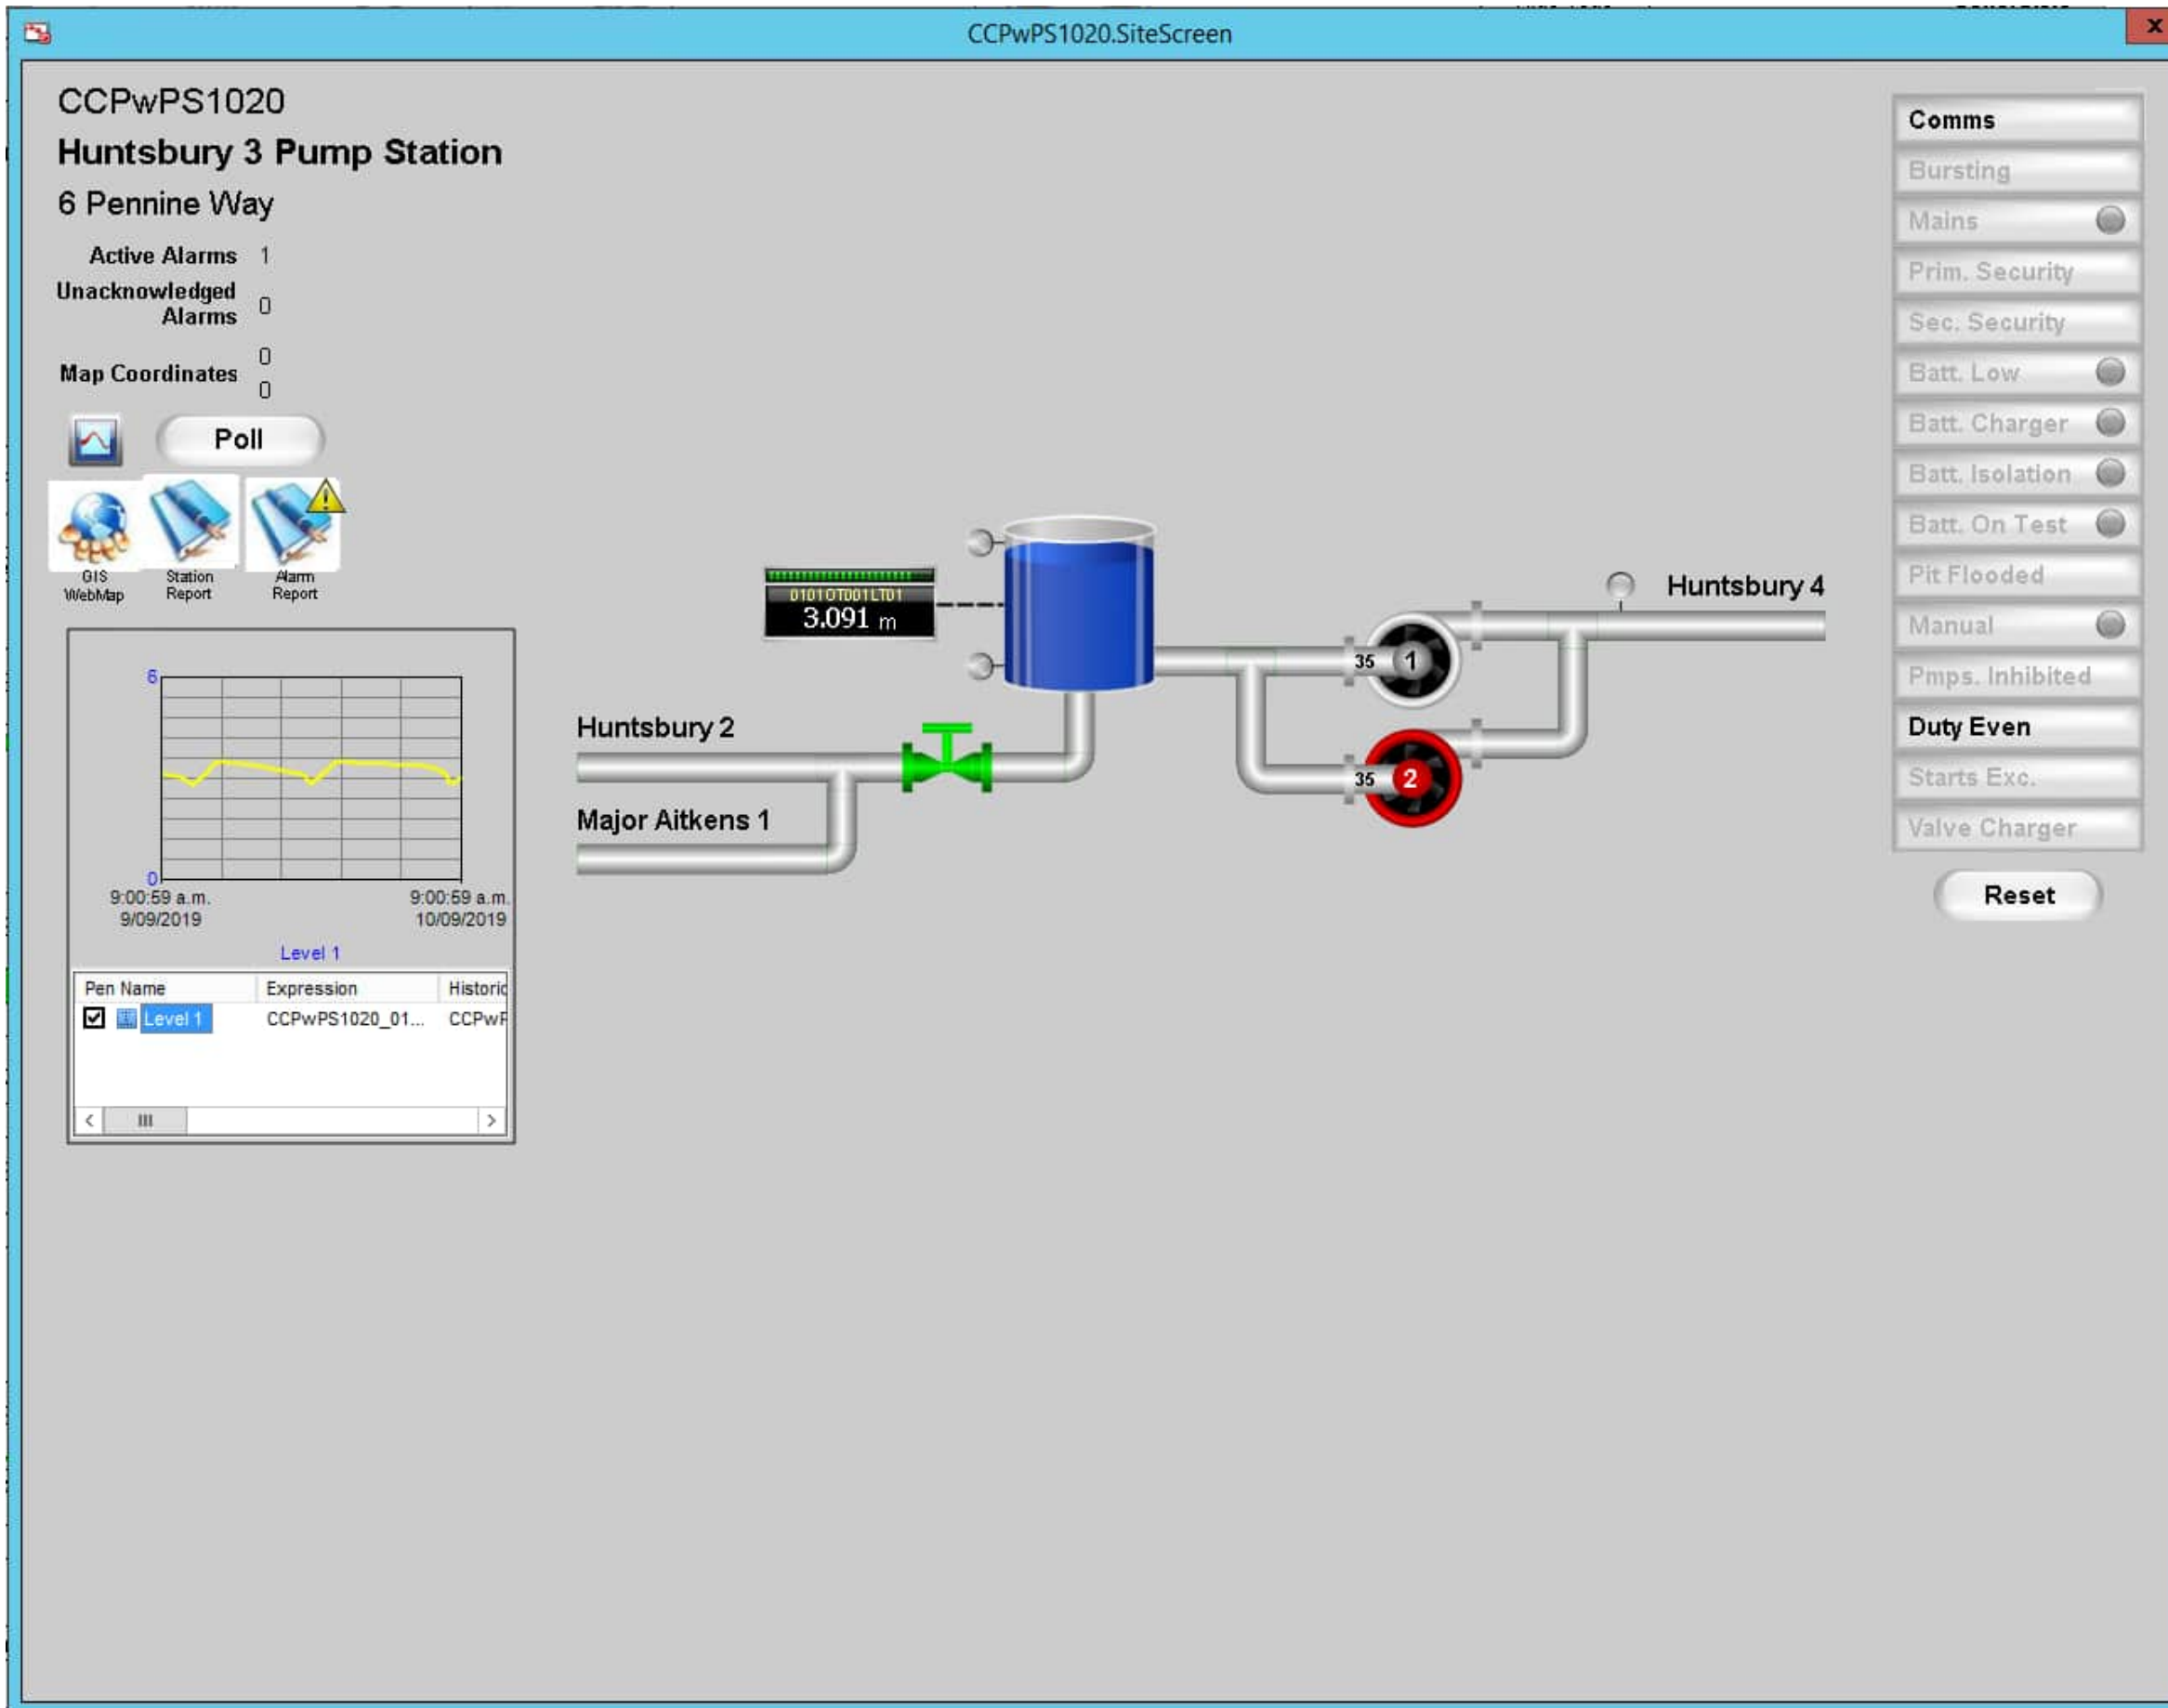 CCPwPS1020.SiteScreen
x
CCPwPS1020
Huntsbury 3 Pump Station
6 Pennine Way
Active Alarms 1
Unacknowledged
Alarms 0
Map Coordinates 0
0
Poll
GIS
WebMap
Station
Report
Alarm
Report
6
0
9:00:59 a.m.
9/09/2019
9:00:59 a.m.
10/09/2019
Level 1
Pen Name Expression Historic
Level 1 CCPwPS1020_01... CCPwP
0101OT001LT01
3.091 m
Huntsbury 2
Major Aitkens 1
35 1
35 2
Huntsbury 4
Comms
Bursting
Mains
Prim. Security
Sec. Security
Batt. Low
Batt. Charger
Batt. Isolation
Batt. On Test
Pit Flooded
Manual
Pmps. Inhibited
Duty Even
Starts Exc.
Valve Charger
Reset